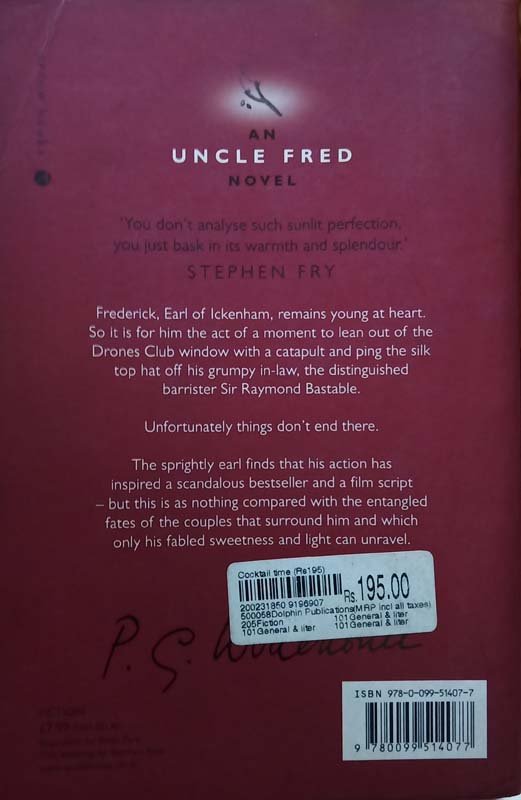 AN
UNCLE FRED
NOVEL
'You don't analyse such sunlit perfection,
you just bask in its warmth and splendour.'
STEPHEN FRY
Frederick, Earl of Ickenham, remains young at heart.
So it is for him the act of a moment to lean out of the
Drones Club window with a catapult and ping the silk
top hat off his grumpy in-law, the distinguished
barrister Sir Raymond Bastable.
Unfortunately things don't end there.
The sprightly earl finds that his action has
inspired a scandalous bestseller and a film script
– but this is as nothing compared with the entangled
fates of the couples that surround him and which
only his fabled sweetness and light can unravel.
Cocktail time (Rs195)
Rs. 195.00
200231850 9196907
500058Dolphin Publications(MRP incl all taxes)
205Fiction 101General & liter
101General & liter 101General & liter
P. G. Wodehouse
ISBN 978-0-099-51407-7
9 780099 514077
FICTION